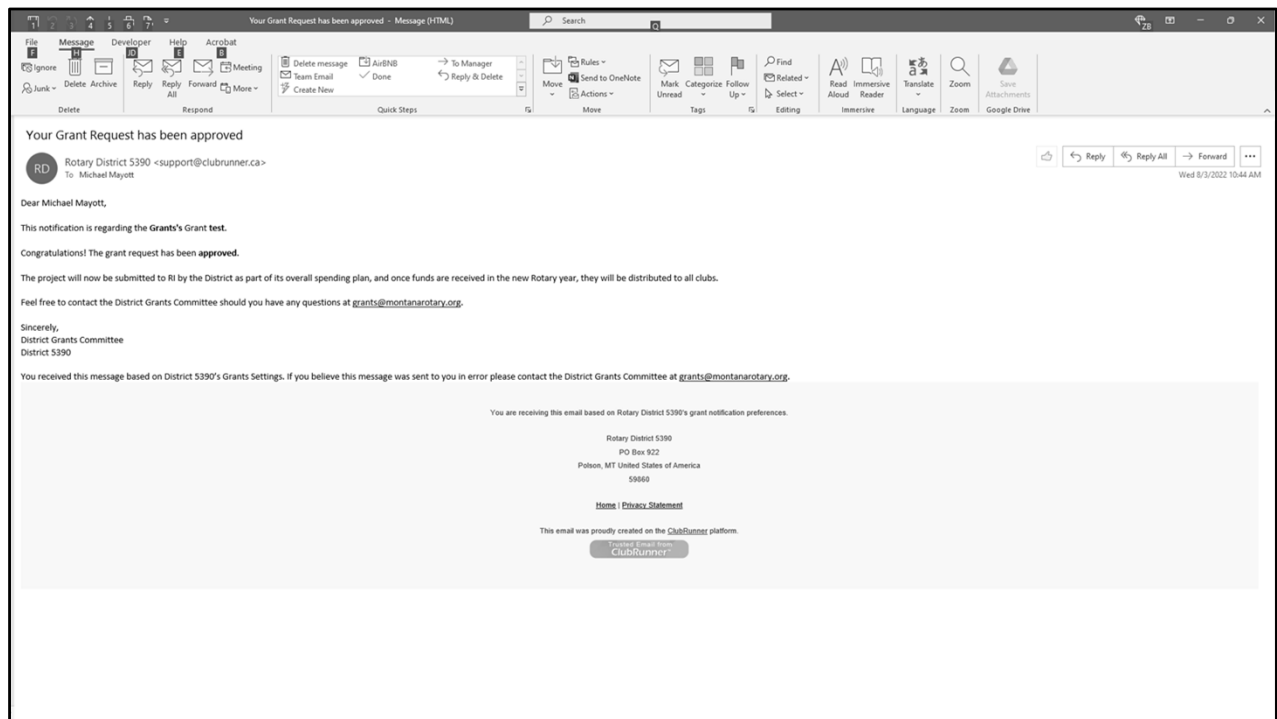 Your Grant Request has been approved - Message (HTML)
Search
1 2 3 4 5 6 7
Q
ZB
File Message Developer Help Acrobat
F H JD E B
Ignore
Junk
Delete
Archive
Reply
Reply All
Forward
Meeting
More
Delete message
Team Email
Create New
AirBNB
Done
To Manager
Reply & Delete
Move
Rules
Send to OneNote
Actions
Mark Unread
Categorize
Follow Up
Find
Related
Select
Read Aloud
Immersive Reader
Translate
Zoom
Save Attachments
Delete Respond Quick Steps Move Tags Editing Immersive Language Zoom Google Drive
Your Grant Request has been approved
RD
Rotary District 5390 <support@clubrunner.ca>
To Michael Mayott
Reply Reply All Forward
Wed 8/3/2022 10:44 AM
Dear Michael Mayott,
This notification is regarding the Grants's Grant test.
Congratulations! The grant request has been approved.
The project will now be submitted to RI by the District as part of its overall spending plan, and once funds are received in the new Rotary year, they will be distributed to all clubs.
Feel free to contact the District Grants Committee should you have any questions at grants@montanarotary.org.
Sincerely,
District Grants Committee
District 5390
You received this message based on District 5390's Grants Settings. If you believe this message was sent to you in error please contact the District Grants Committee at grants@montanarotary.org.
You are receiving this email based on Rotary District 5390's grant notification preferences.
Rotary District 5390
PO Box 922
Polson, MT United States of America
59860
Home | Privacy Statement
This email was proudly created on the ClubRunner platform.
Trusted Email from
ClubRunner